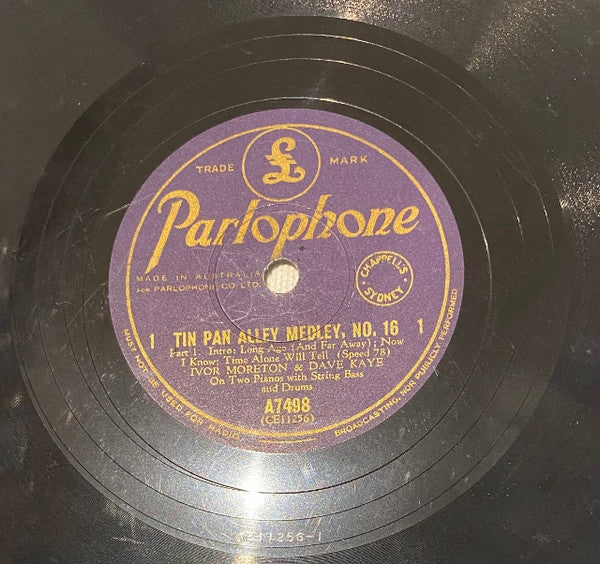 TRADE MARK
£
Parlophone
MADE IN AUSTRALIA
FOR PARLOPHONE CO. LTD.
CHAPPELL'S SYDNEY
1 TIN PAN ALLEY MEDLEY, NO. 16 1
Part 1. Intro: Long Ago (And Far Away); Now
I Know; Time Alone Will Tell (Speed 78)
IVOR MORETON & DAVE KAYE
On Two Pianos with String Bass
and Drums
A7498
(CE11256)
MUST NOT BE USED FOR RADIO BROADCASTING, NOR PUBLICLY PERFORMED
CE11256-1